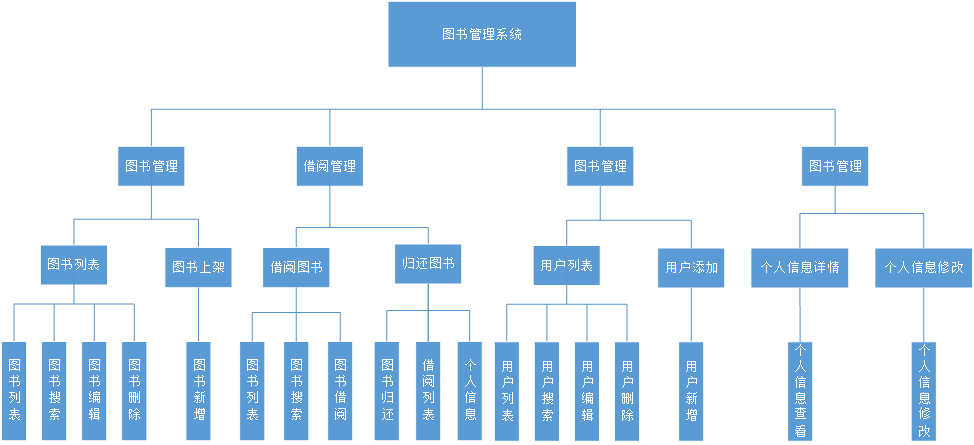 图书管理系统
图书管理
借阅管理
图书管理
图书管理
图书列表
图书上架
借阅图书
归还图书
用户列表
用户添加
个人信息详情
个人信息修改
图书列表
图书搜索
图书编辑
图书删除
图书新增
图书列表
图书搜索
图书借阅
图书归还
借阅列表
个人信息
用户列表
用户搜索
用户编辑
用户删除
用户新增
个人信息查看
个人信息修改